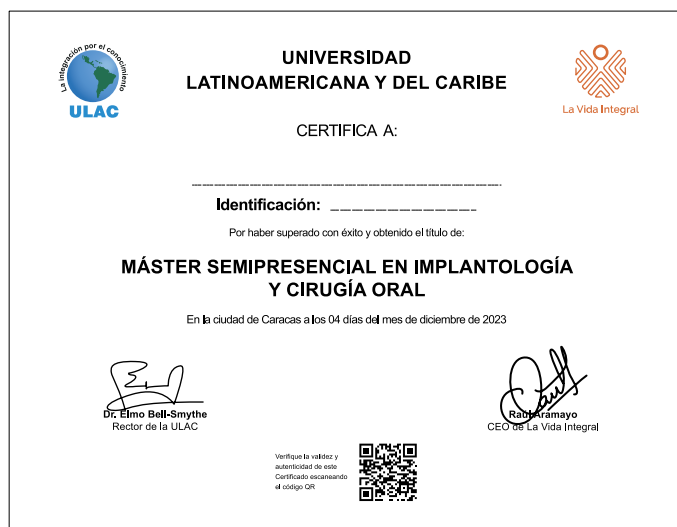 La integración por el conocimiento
ULAC
UNIVERSIDAD
LATINOAMERICANA Y DEL CARIBE
La Vida Integral
CERTIFICA A:
Identificación:
Por haber superado con éxito y obtenido el título de:
MÁSTER SEMIPRESENCIAL EN IMPLANTOLOGÍA
Y CIRUGÍA ORAL
En la ciudad de Caracas a los 04 días del mes de diciembre de 2023
Dr. Elmo Bell-Smythe
Rector de la ULAC
Raúl Aramayo
CEO de La Vida Integral
Verifique la validez y
autenticidad de este
Certificado escaneando
el código QR